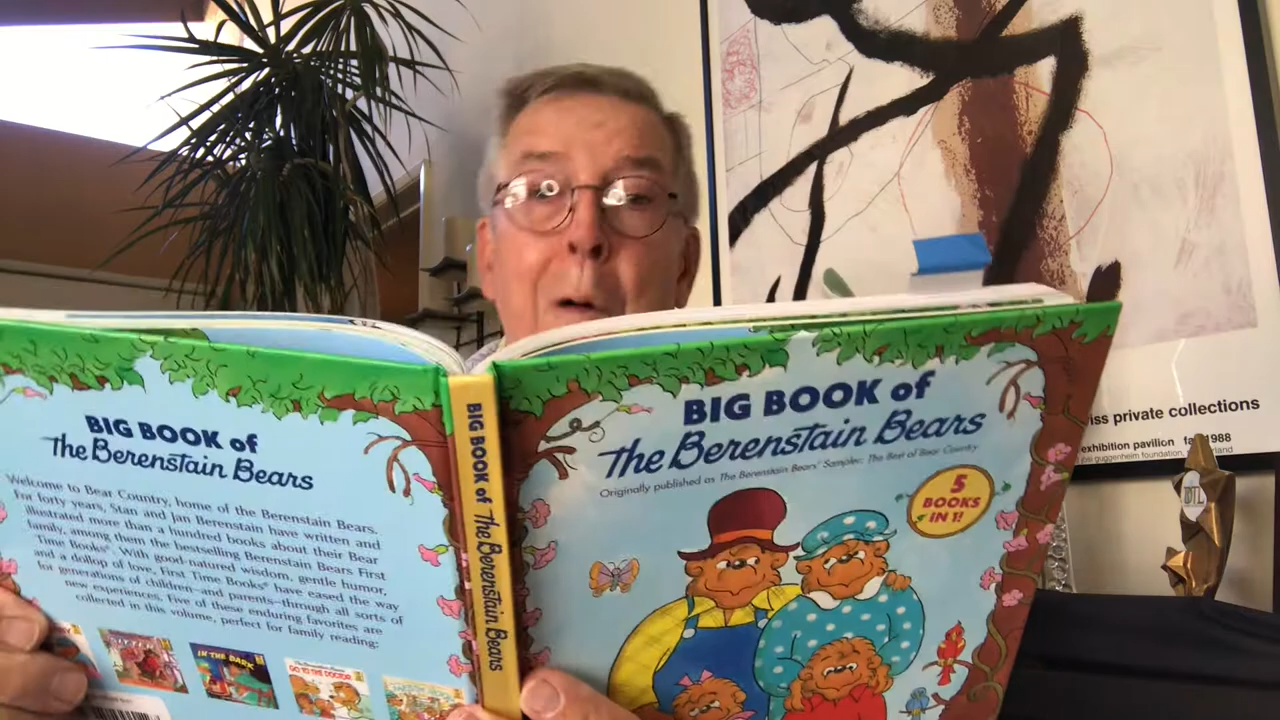 BIG BOOK of
the Berenstain Bears
Welcome to Bear Country, home of the Berenstain Bears.
For forty years, Stan and Jan Berenstain have written and
illustrated more than a hundred books about their Bear
family, among them the bestselling Berenstain Bears First
Time Books®. With good-natured wisdom, gentle humor,
and a dollop of love, First Time Books® have eased the way
for generations of children—and parents—through all sorts of
new experiences. Five of these enduring favorites are
collected in this volume, perfect for family reading:
IN THE DARK
GO TO THE DOCTOR
BIG BOOK of the Berenstain Bears
BIG BOOK of
the Berenstain Bears
Originally published as The Berenstain Bears' Sampler: The Best of Bear Country
5
BOOKS
IN 1!
iss private collections
exhibition pavilion
1988
guggenheim foundation,